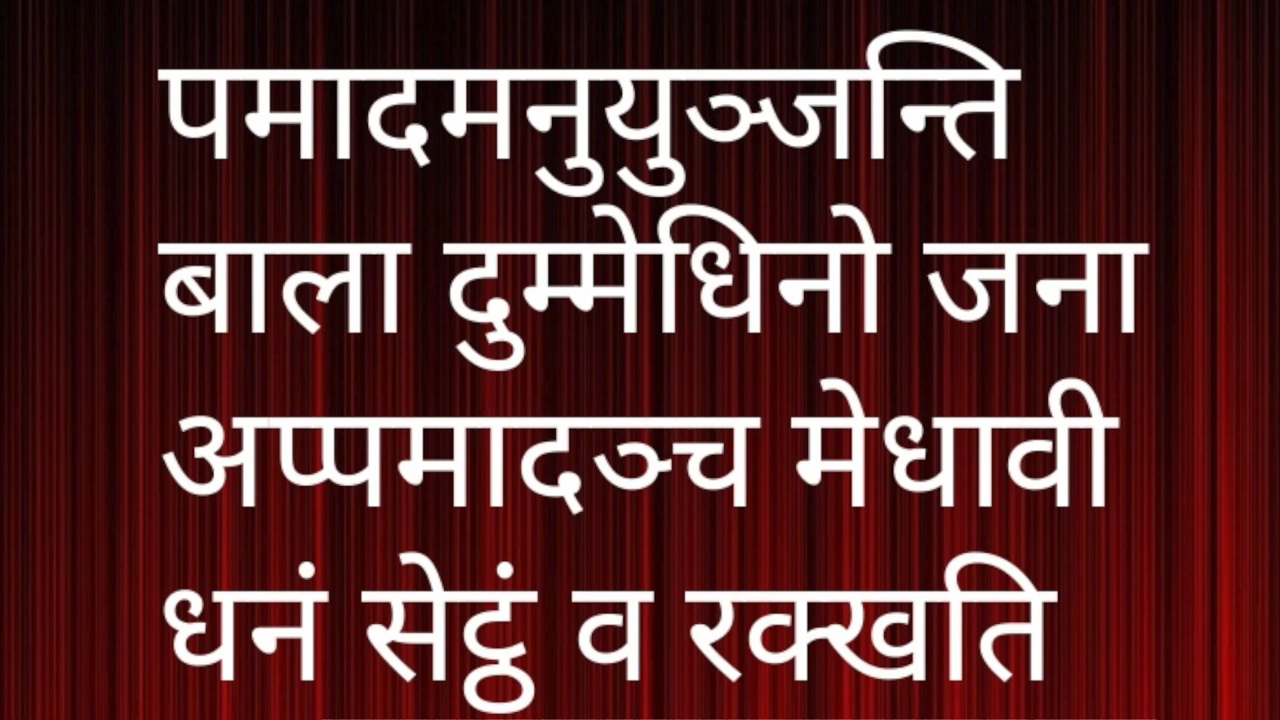 पमादमनुयुञ्जन्ति
बाला दुम्मेधिनो जना
अप्पमादञ्च मेधावी
धनं सेट्ठं व रक्खति